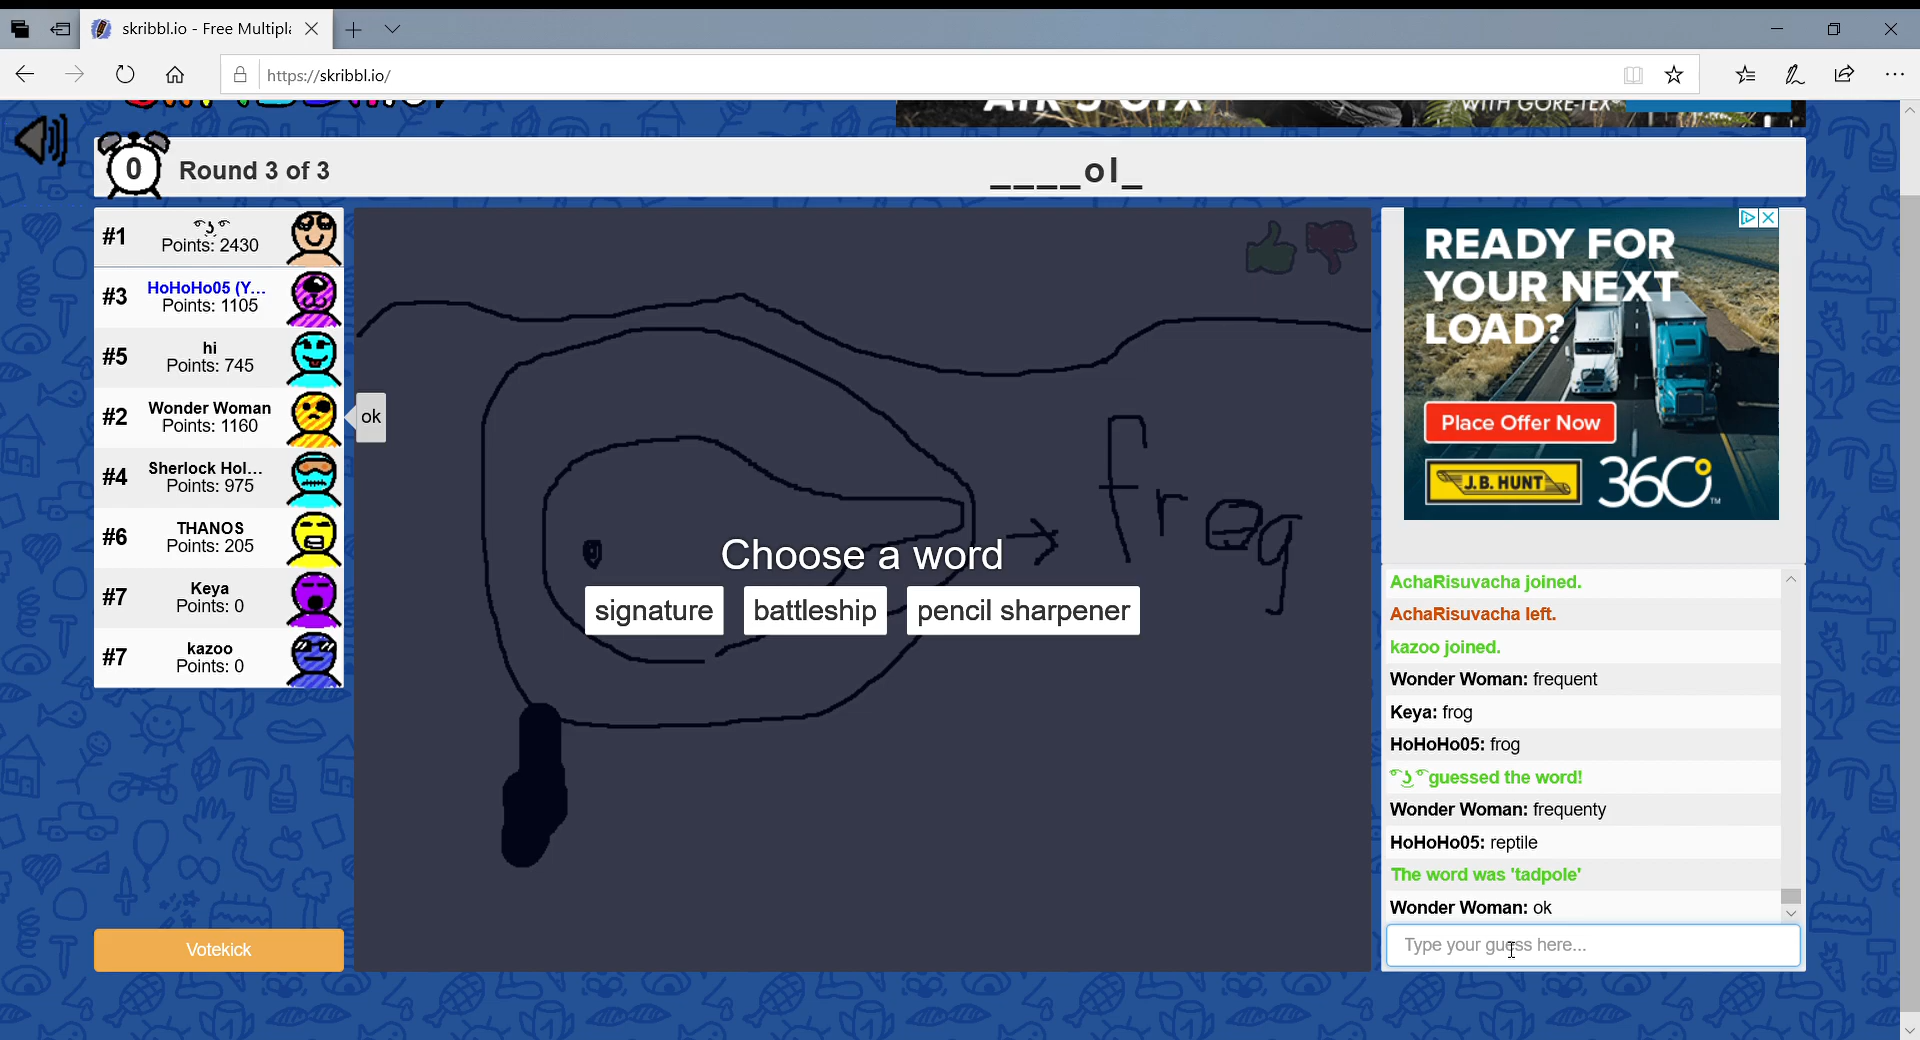 skribbl.io - Free Multipl
https://skribbl.io/
WITH GORE-TEX
0
Round 3 of 3
____ol_
#1
Points: 2430
#3
HoHoHo05 (Y...
Points: 1105
#5
hi
Points: 745
#2
Wonder Woman
Points: 1160
ok
#4
Sherlock Hol...
Points: 975
#6
THANOS
Points: 205
#7
Keya
Points: 0
#7
kazoo
Points: 0
Votekick
frog
Choose a word
signature
battleship
pencil sharpener
READY FOR
YOUR NEXT
LOAD?
Place Offer Now
J.B. HUNT
360°
TM
AchaRisuvacha joined.
AchaRisuvacha left.
kazoo joined.
Wonder Woman: frequent
Keya: frog
HoHoHo05: frog
guessed the word!
Wonder Woman: frequenty
HoHoHo05: reptile
The word was 'tadpole'
Wonder Woman: ok
Type your guess here...